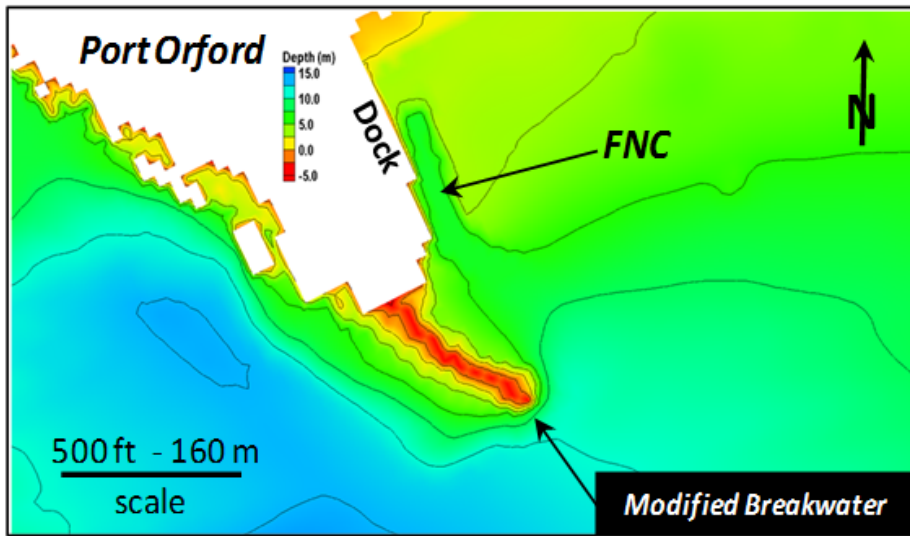 Port Orford
Depth (m)
15.0
10.0
5.0
0.0
-5.0
Dock
FNC
N
500 ft - 160 m
scale
Modified Breakwater